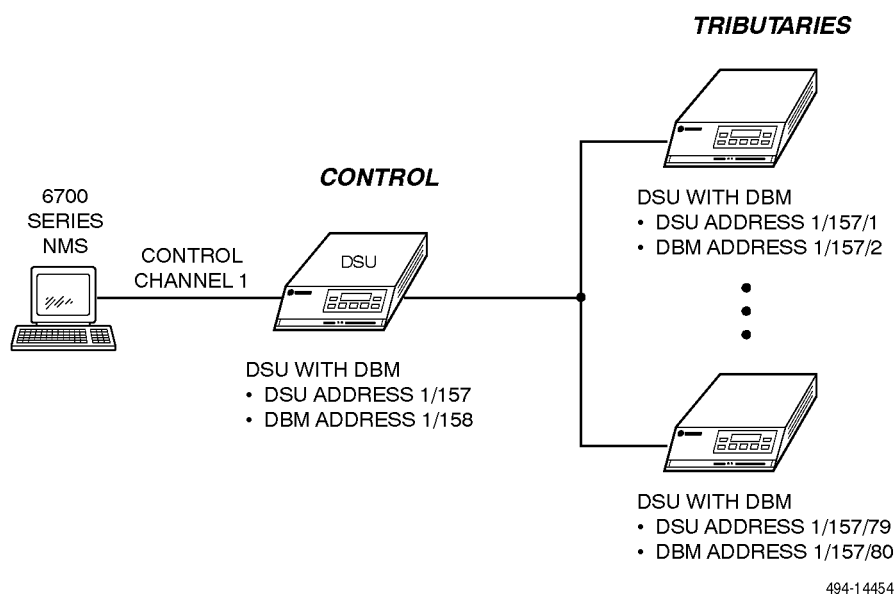 TRIBUTARIES
CONTROL
6700
SERIES
NMS
CONTROL
CHANNEL 1
DSU
DSU WITH DBM
• DSU ADDRESS 1/157
• DBM ADDRESS 1/158
DSU WITH DBM
• DSU ADDRESS 1/157/1
• DBM ADDRESS 1/157/2
DSU WITH DBM
• DSU ADDRESS 1/157/79
• DBM ADDRESS 1/157/80
494-14454